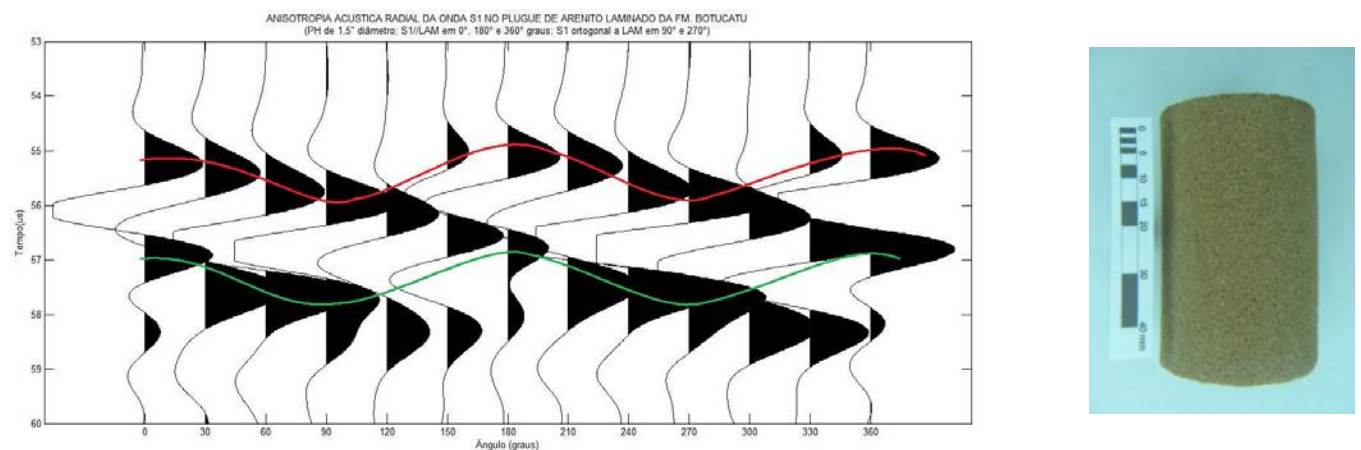 ANISOTROPIA ACUSTICA RADIAL DA ONDA S1 NO PLUGUE DE ARENITO LAMINADO DA FM. BOTUCATU
(PH de 1,5" diâmetro; S1//LAM em 0°, 180° e 360° graus; S1 ortogonal a LAM em 90° e 270°)
53
54
55
56
57
58
59
60
Tempo(us)
0 30 60 90 120 150 180 210 240 270 300 330 360
Ângulo (graus)
0
5
10
15
20
30
40 mm